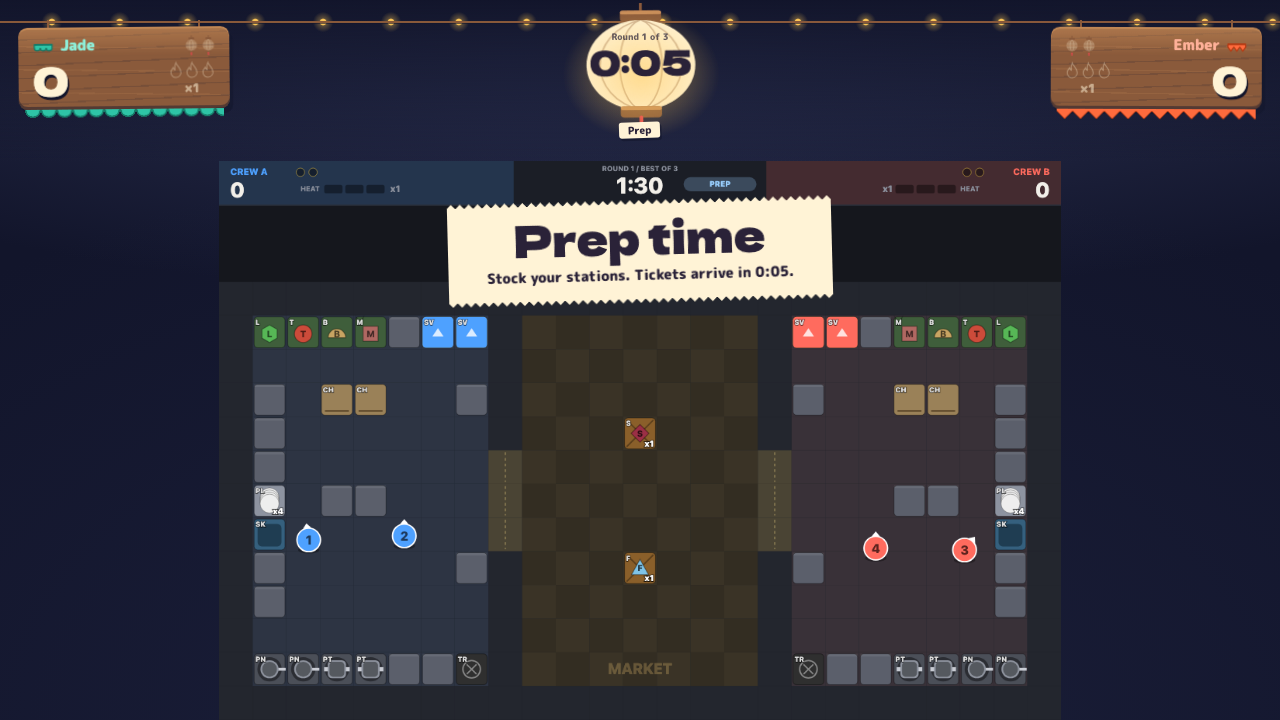 Round 1 of 3
Jade
0:05
Ember
0
x1
x1
0
Prep
CREW A
ROUND 1 / BEST OF 3
CREW B
0
HEAT
x1
1:30
PREP
x1
HEAT
0
Prep time
Stock your stations. Tickets arrive in 0:05.
L
T
B
M
SV
SV
SV
SV
M
B
T
L
L
T
B
M
M
B
T
L
CH
CH
CH
CH
S
S
x1
PL
x4
PL
x4
SK
1
2
4
3
SK
F
F
x1
PN
PN
PT
PT
TR
MARKET
TR
PT
PT
PN
PN